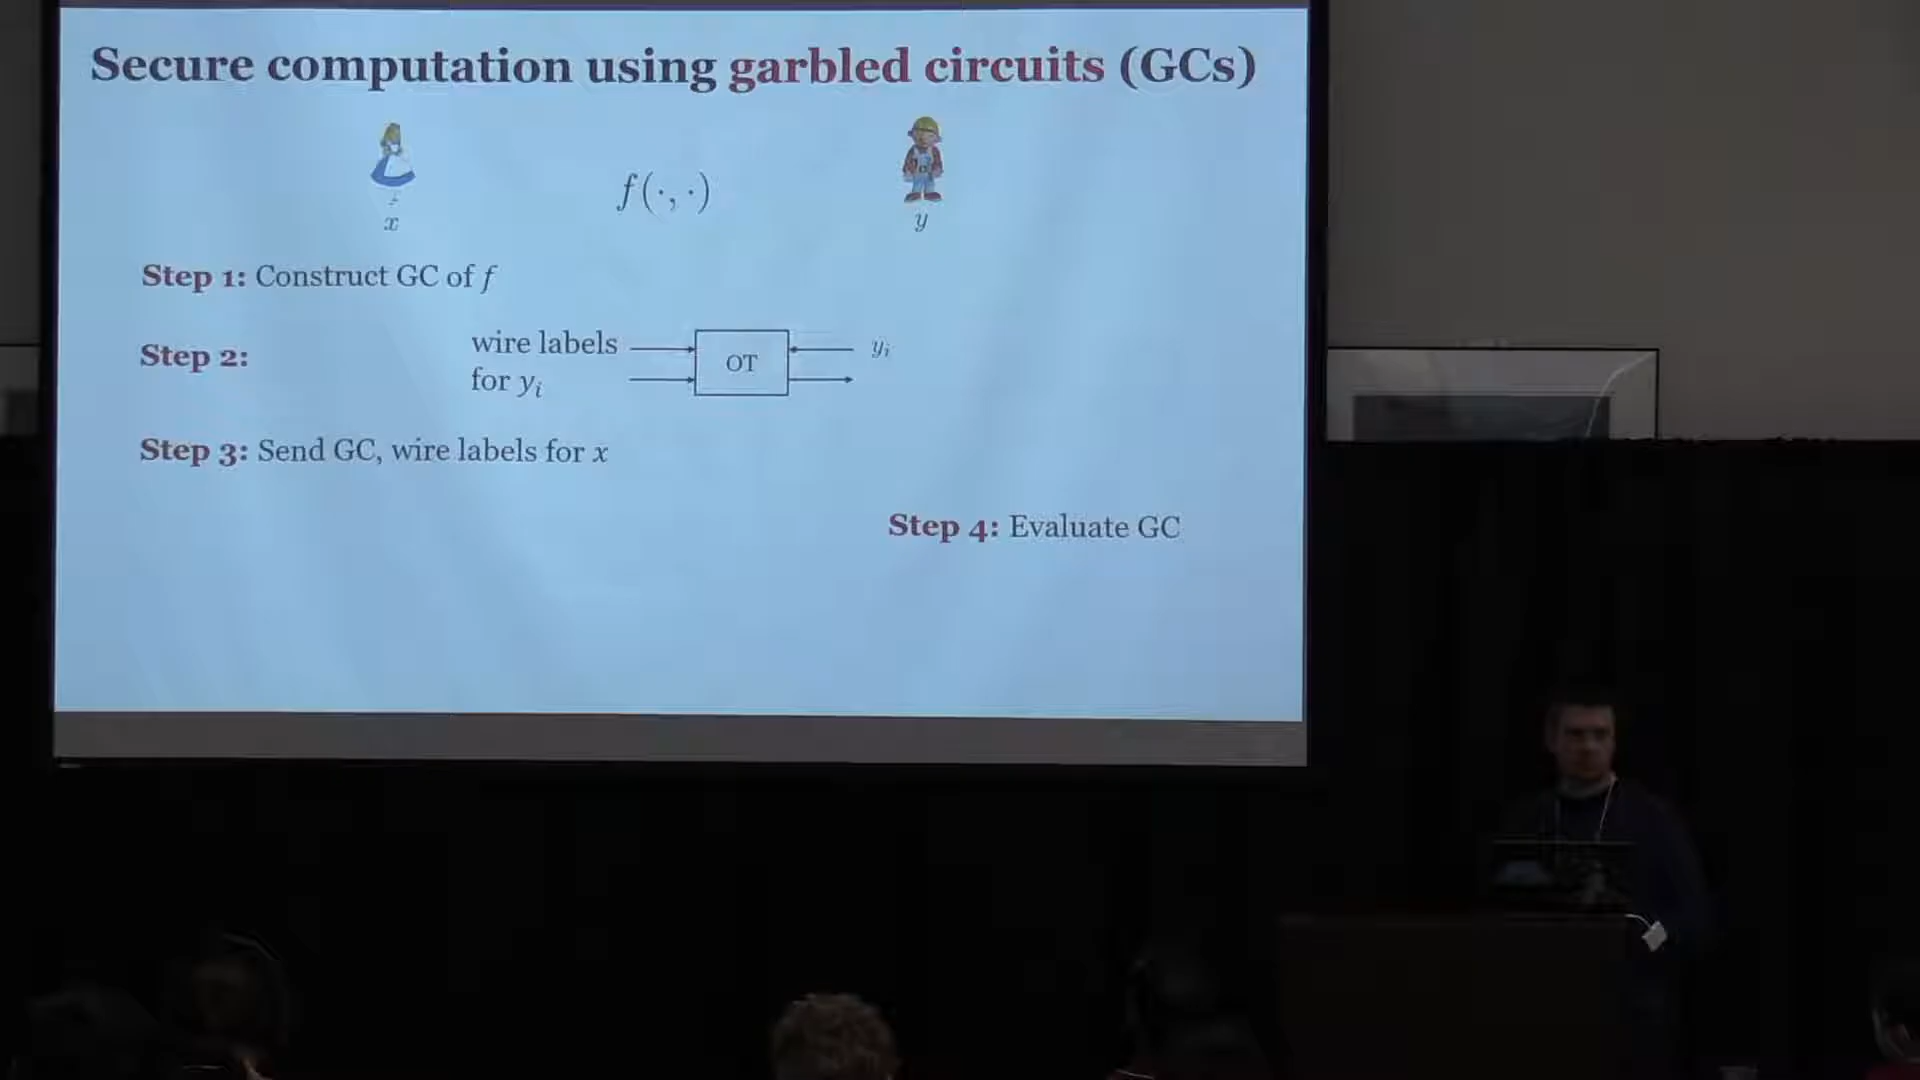 Secure computation using garbled circuits (GCs)
f(·, ·)
x
y
Step 1: Construct GC of f
Step 2:
wire labels
for yᵢ
OT
yᵢ
Step 3: Send GC, wire labels for x
Step 4: Evaluate GC